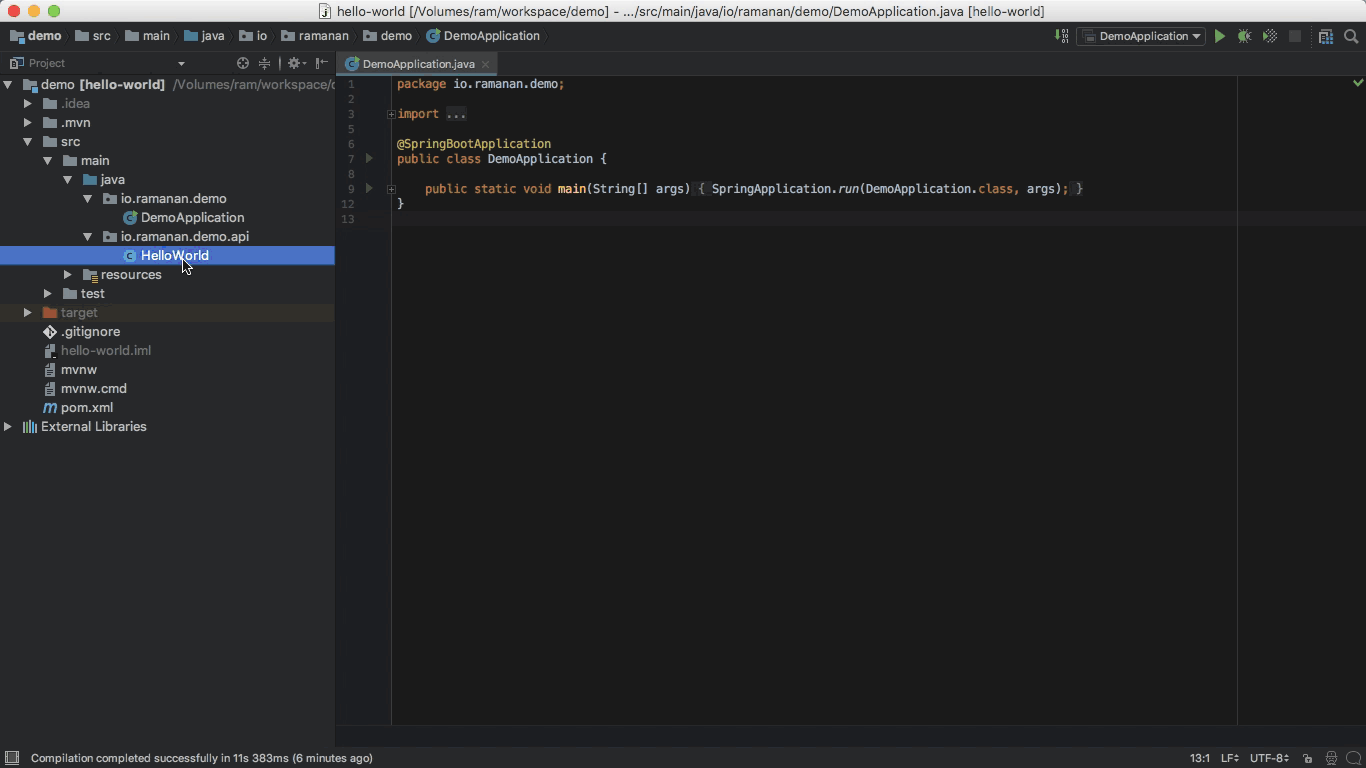 hello-world [/Volumes/ram/workspace/demo] - .../src/main/java/io/ramanan/demo/DemoApplication.java [hello-world]
demo src main java io ramanan demo DemoApplication
DemoApplication
Project
DemoApplication.java
demo [hello-world] /Volumes/ram/workspace/d
.idea
.mvn
src
main
java
io.ramanan.demo
DemoApplication
io.ramanan.demo.api
HelloWorld
resources
test
target
.gitignore
hello-world.iml
mvnw
mvnw.cmd
pom.xml
External Libraries
1 package io.ramanan.demo;
2
3 import ...
5
6 @SpringBootApplication
7 public class DemoApplication {
8
9 public static void main(String[] args) { SpringApplication.run(DemoApplication.class, args); }
12 }
13
Compilation completed successfully in 11s 383ms (6 minutes ago)
13:1 LF UTF-8